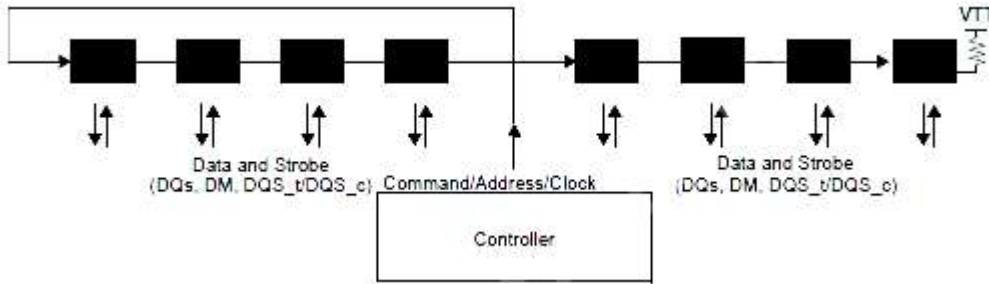 VTT
Data and Strobe
(DQs, DM, DQS_t/DQS_c)
Command/Address/Clock
Data and Strobe
(DQs, DM, DQS_t/DQS_c)
Controller